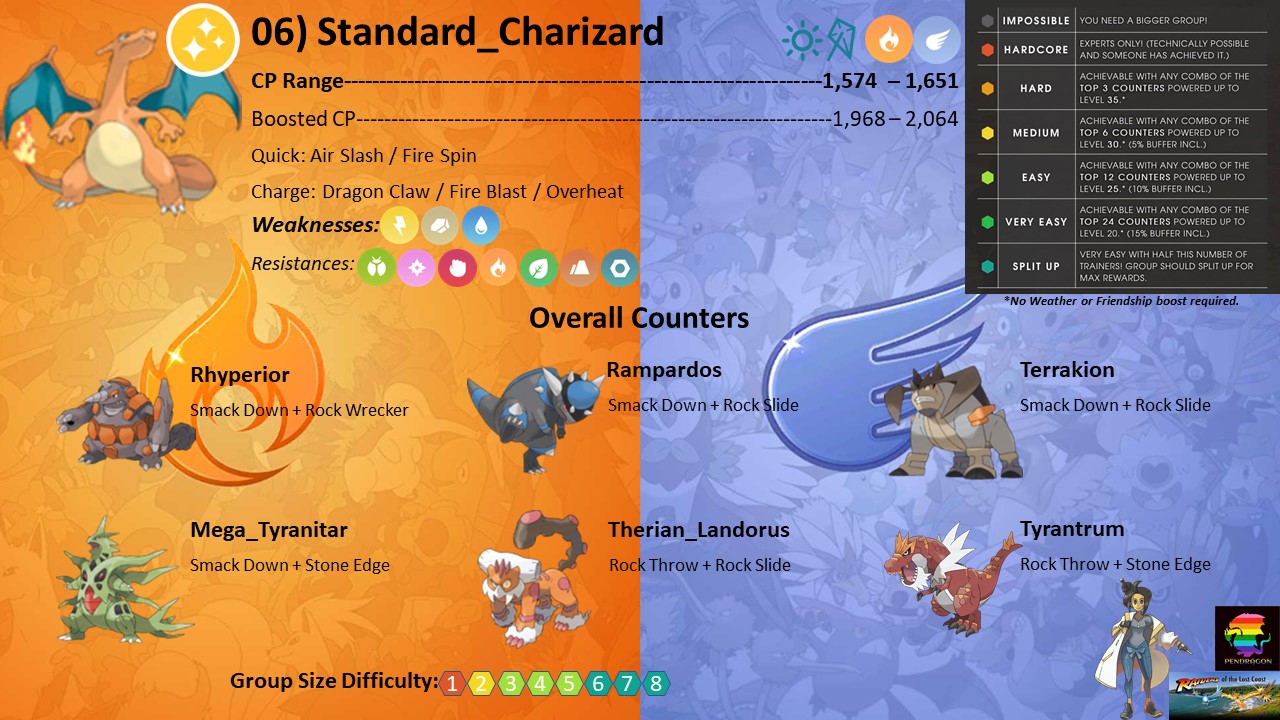 06) Standard_Charizard
CP Range--------------------------------------------------------------------1,574 – 1,651
Boosted CP--------------------------------------------------------------------1,968 – 2,064
Quick: Air Slash / Fire Spin
Charge: Dragon Claw / Fire Blast / Overheat
Weaknesses:
Resistances:
IMPOSSIBLE YOU NEED A BIGGER GROUP!
HARDCORE EXPERTS ONLY! (TECHNICALLY POSSIBLE
AND SOMEONE HAS ACHIEVED IT.)
HARD ACHIEVABLE WITH ANY COMBO OF THE
TOP 3 COUNTERS POWERED UP TO
LEVEL 35.*
MEDIUM ACHIEVABLE WITH ANY COMBO OF THE
TOP 6 COUNTERS POWERED UP TO
LEVEL 30.* (5% BUFFER INCL.)
EASY ACHIEVABLE WITH ANY COMBO OF THE
TOP 12 COUNTERS POWERED UP TO
LEVEL 25.* (10% BUFFER INCL.)
VERY EASY ACHIEVABLE WITH ANY COMBO OF THE
TOP 24 COUNTERS POWERED UP TO
LEVEL 20.* (15% BUFFER INCL.)
SPLIT UP VERY EASY WITH HALF THIS NUMBER OF
TRAINERS! GROUP SHOULD SPLIT UP FOR
MAX REWARDS.
*No Weather or Friendship boost required.
Overall Counters
Rhyperior
Smack Down + Rock Wrecker
Rampardos
Smack Down + Rock Slide
Terrakion
Smack Down + Rock Slide
Mega_Tyranitar
Smack Down + Stone Edge
Therian_Landorus
Rock Throw + Rock Slide
Tyrantrum
Rock Throw + Stone Edge
Group Size Difficulty: 1 2 3 4 5 6 7 8
PENDRAGON
RAIDERS of the Lost Coast